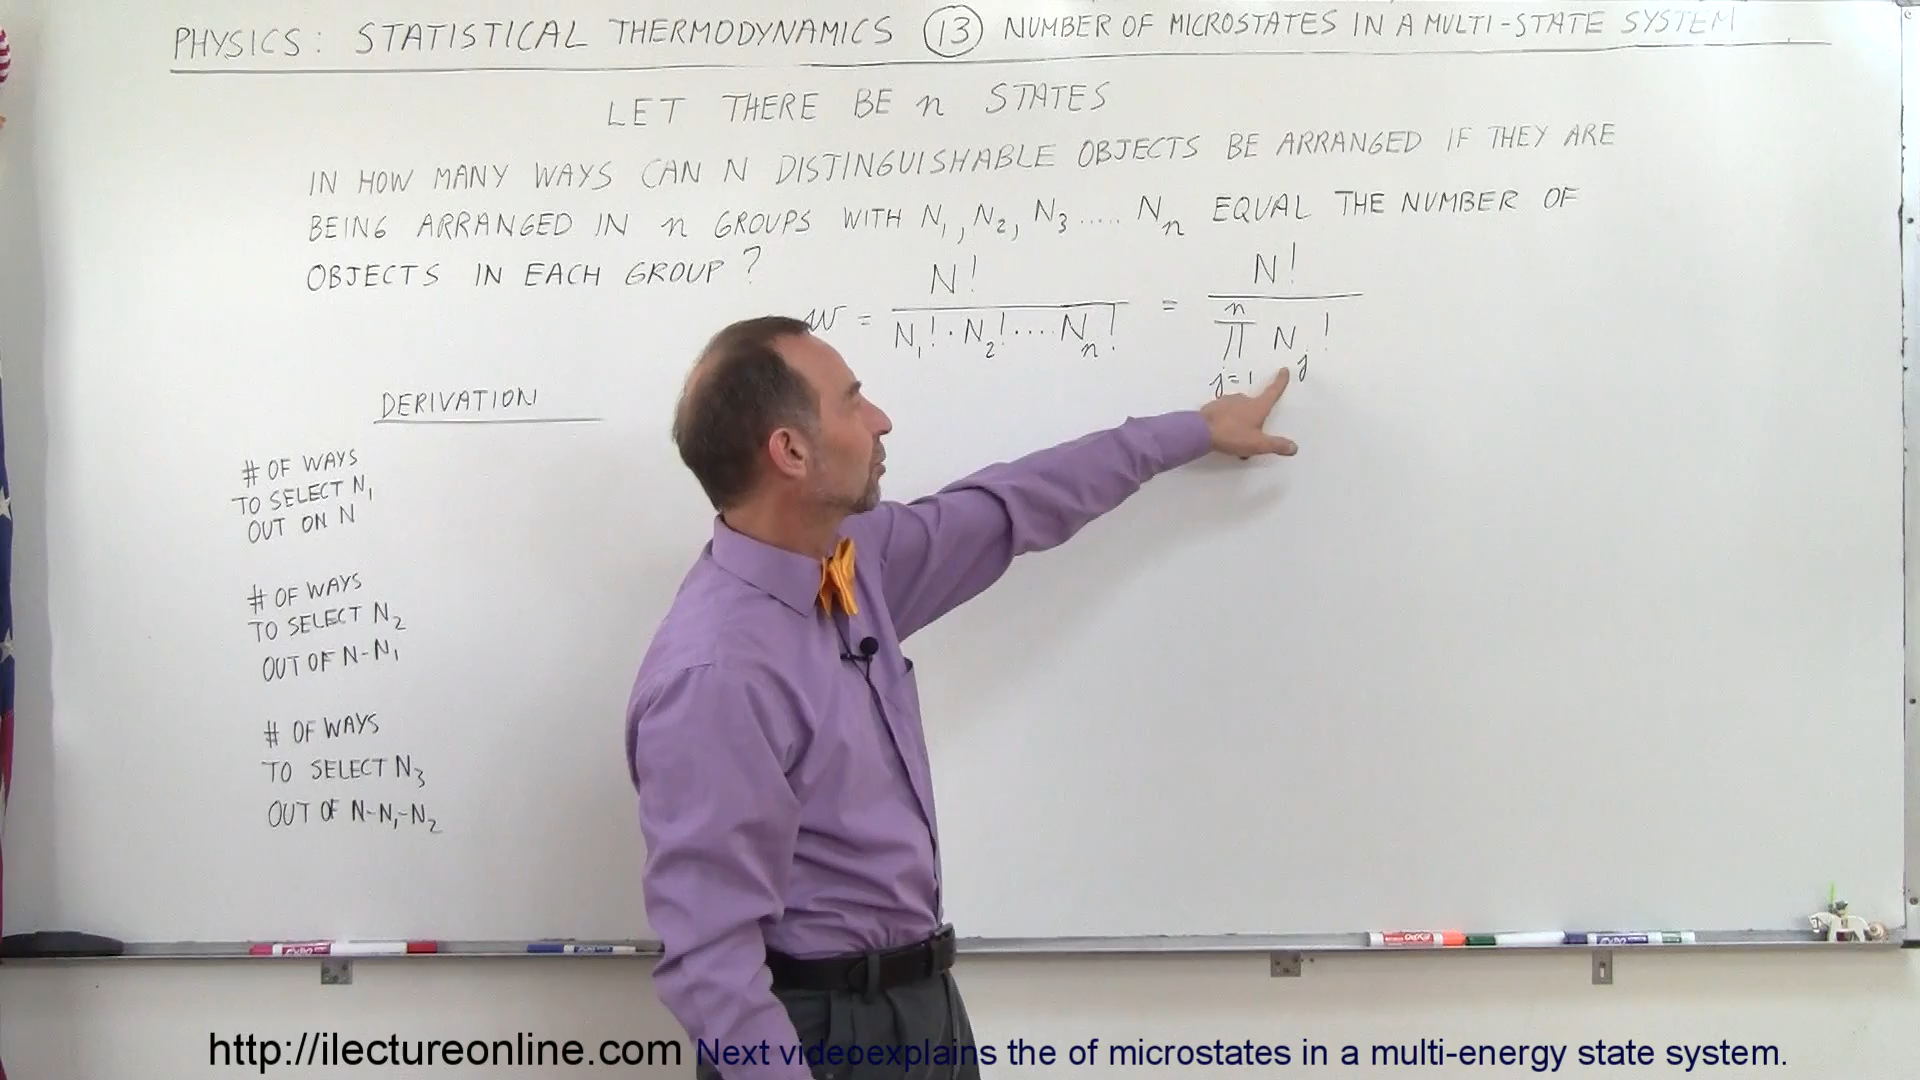 PHYSICS: STATISTICAL THERMODYNAMICS (13) NUMBER OF MICROSTATES IN A MULTI-STATE SYSTEM
LET THERE BE n STATES
IN HOW MANY WAYS CAN N DISTINGUISHABLE OBJECTS BE ARRANGED IF THEY ARE
BEING ARRANGED IN n GROUPS WITH N₁, N₂, N₃ ..... Nₙ EQUAL THE NUMBER OF
OBJECTS IN EACH GROUP?
w = N! / (N₁! · N₂! .... Nₙ!) = N! / (∏ⁿⱼ₌₁ Nⱼ!)
DERIVATION
# OF WAYS
TO SELECT N₁
OUT ON N
# OF WAYS
TO SELECT N₂
OUT OF N-N₁
# OF WAYS
TO SELECT N₃
OUT OF N-N₁-N₂
http://ilectureonline.com Next videoexplains the of microstates in a multi-energy state system.